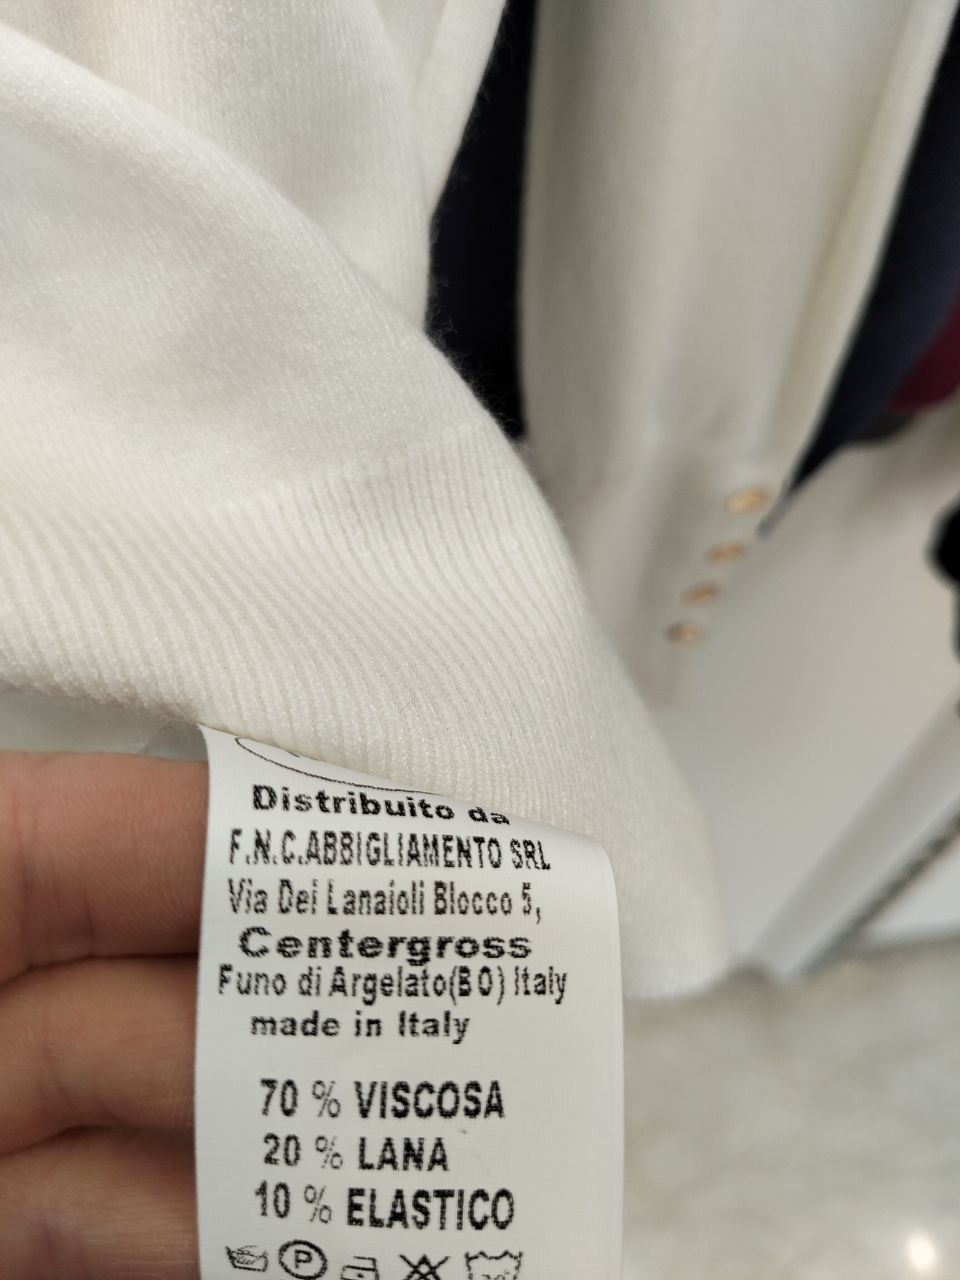 Distribuito da
F.N.C.ABBIGLIAMENTO SRL
Via Dei Lanaioli Blocco 5,
Centergross
Funo di Argelato(BO) Italy
made in Italy
70 % VISCOSA
20 % LANA
10 % ELASTICO
P